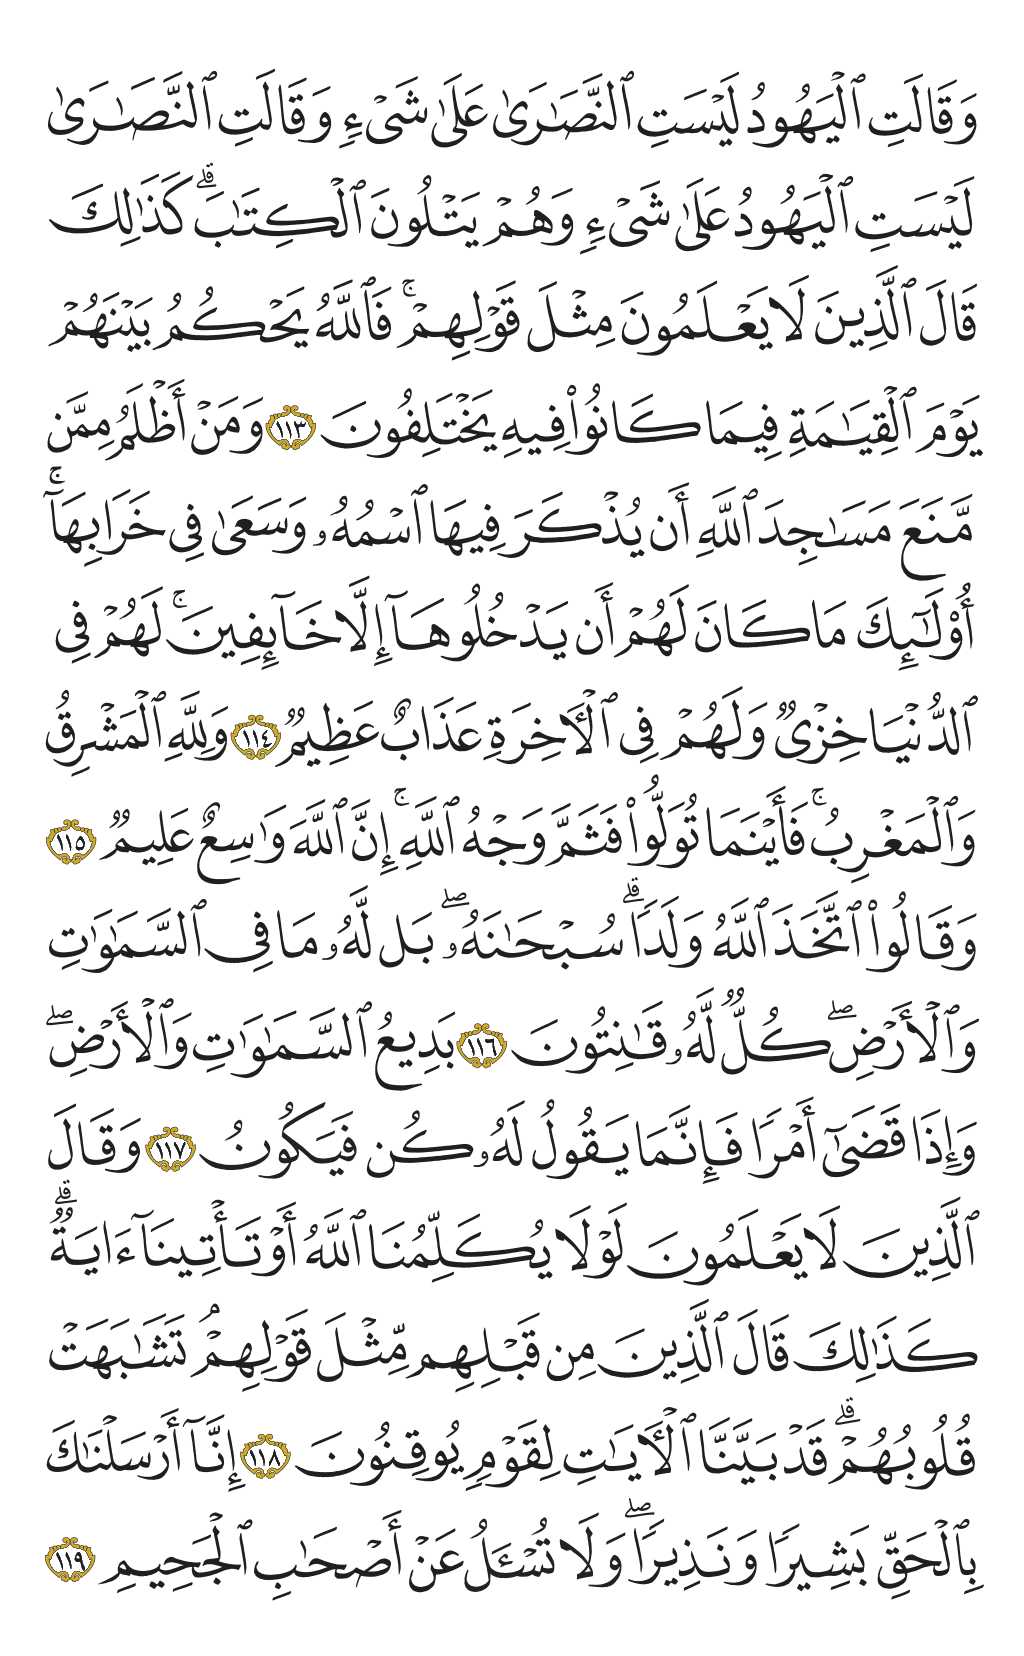 وَقَالَتِ ٱلْيَهُودُ لَيْسَتِ ٱلنَّصَـٰرَىٰ عَلَىٰ شَىْءٍ وَقَالَتِ ٱلنَّصَـٰرَىٰ
لَيْسَتِ ٱلْيَهُودُ عَلَىٰ شَىْءٍ وَهُمْ يَتْلُونَ ٱلْكِتَـٰبَ ۗ كَذَٰلِكَ
قَالَ ٱلَّذِينَ لَا يَعْلَمُونَ مِثْلَ قَوْلِهِمْ ۚ فَٱللَّهُ يَحْكُمُ بَيْنَهُمْ
يَوْمَ ٱلْقِيَـٰمَةِ فِيمَا كَانُوا۟ فِيهِ يَخْتَلِفُونَ ١١٣ وَمَنْ أَظْلَمُ مِمَّن
مَّنَعَ مَسَـٰجِدَ ٱللَّهِ أَن يُذْكَرَ فِيهَا ٱسْمُهُۥ وَسَعَىٰ فِى خَرَابِهَآ ۚ
أُو۟لَـٰٓئِكَ مَا كَانَ لَهُمْ أَن يَدْخُلُوهَآ إِلَّا خَآئِفِينَ ۚ لَهُمْ فِى
ٱلدُّنْيَا خِزْىٌ وَلَهُمْ فِى ٱلْـَٔاخِرَةِ عَذَابٌ عَظِيمٌ ١١٤ وَلِلَّهِ ٱلْمَشْرِقُ
وَٱلْمَغْرِبُ ۚ فَأَيْنَمَا تُوَلُّوا۟ فَثَمَّ وَجْهُ ٱللَّهِ ۚ إِنَّ ٱللَّهَ وَٰسِعٌ عَلِيمٌ ١١٥
وَقَالُوا۟ ٱتَّخَذَ ٱللَّهُ وَلَدًا ۗ سُبْحَـٰنَهُۥ ۖ بَل لَّهُۥ مَا فِى ٱلسَّمَـٰوَٰتِ
وَٱلْأَرْضِ ۖ كُلٌّ لَّهُۥ قَـٰنِتُونَ ١١٦ بَدِيعُ ٱلسَّمَـٰوَٰتِ وَٱلْأَرْضِ ۖ
وَإِذَا قَضَىٰٓ أَمْرًا فَإِنَّمَا يَقُولُ لَهُۥ كُن فَيَكُونُ ١١٧ وَقَالَ
ٱلَّذِينَ لَا يَعْلَمُونَ لَوْلَا يُكَلِّمُنَا ٱللَّهُ أَوْ تَأْتِينَآ ءَايَةٌ ۗ
كَذَٰلِكَ قَالَ ٱلَّذِينَ مِن قَبْلِهِم مِّثْلَ قَوْلِهِمْ ۘ تَشَـٰبَهَتْ
قُلُوبُهُمْ ۗ قَدْ بَيَّنَّا ٱلْـَٔايَـٰتِ لِقَوْمٍ يُوقِنُونَ ١١٨ إِنَّآ أَرْسَلْنَـٰكَ
بِٱلْحَقِّ بَشِيرًا وَنَذِيرًا ۖ وَلَا تُسْـَٔلُ عَنْ أَصْحَـٰبِ ٱلْجَحِيمِ ١١٩